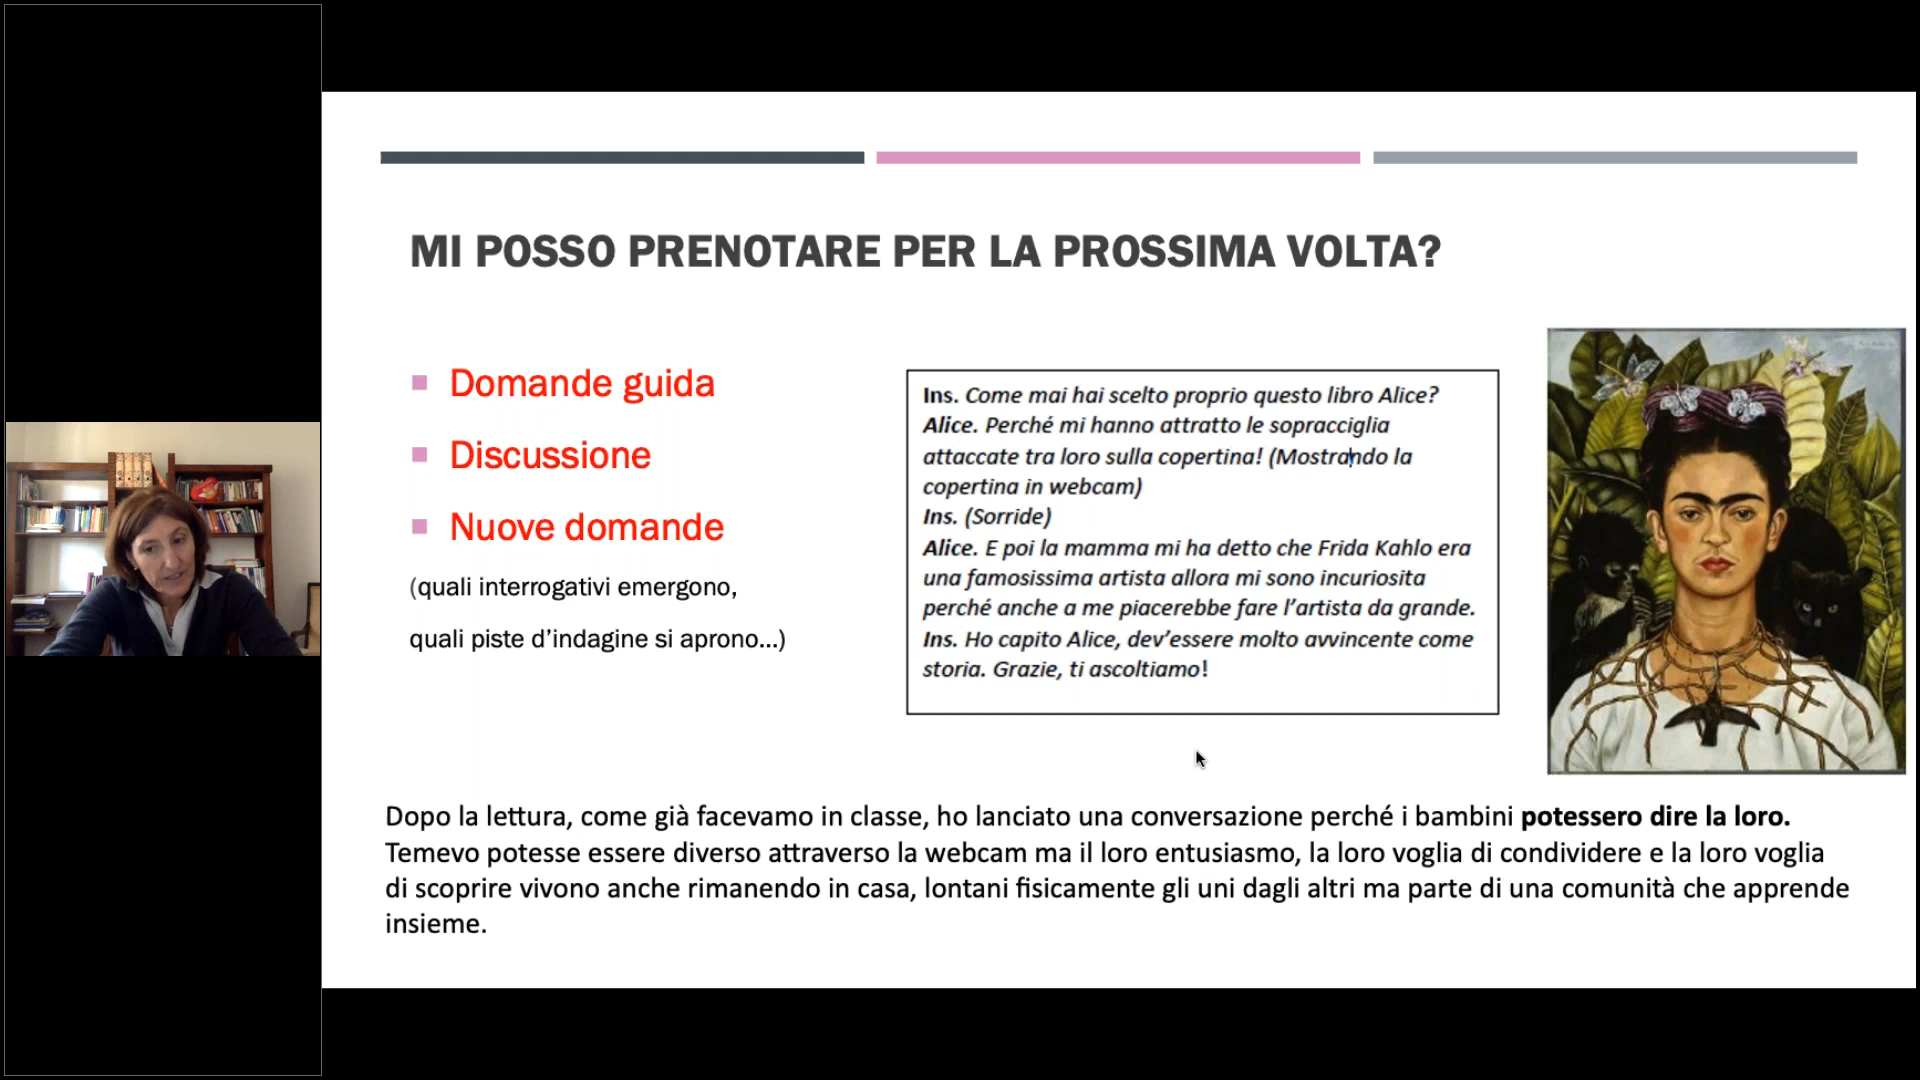 MI POSSO PRENOTARE PER LA PROSSIMA VOLTA?
Domande guida
Discussione
Nuove domande
(quali interrogativi emergono,
quali piste d’indagine si aprono...)
Ins. Come mai hai scelto proprio questo libro Alice?
Alice. Perché mi hanno attratto le sopracciglia
attaccate tra loro sulla copertina! (Mostrando la
copertina in webcam)
Ins. (Sorride)
Alice. E poi la mamma mi ha detto che Frida Kahlo era
una famosissima artista allora mi sono incuriosita
perché anche a me piacerebbe fare l’artista da grande.
Ins. Ho capito Alice, dev’essere molto avvincente come
storia. Grazie, ti ascoltiamo!
Dopo la lettura, come già facevamo in classe, ho lanciato una conversazione perché i bambini potessero dire la loro.
Temevo potesse essere diverso attraverso la webcam ma il loro entusiasmo, la loro voglia di condividere e la loro voglia
di scoprire vivono anche rimanendo in casa, lontani fisicamente gli uni dagli altri ma parte di una comunità che apprende
insieme.